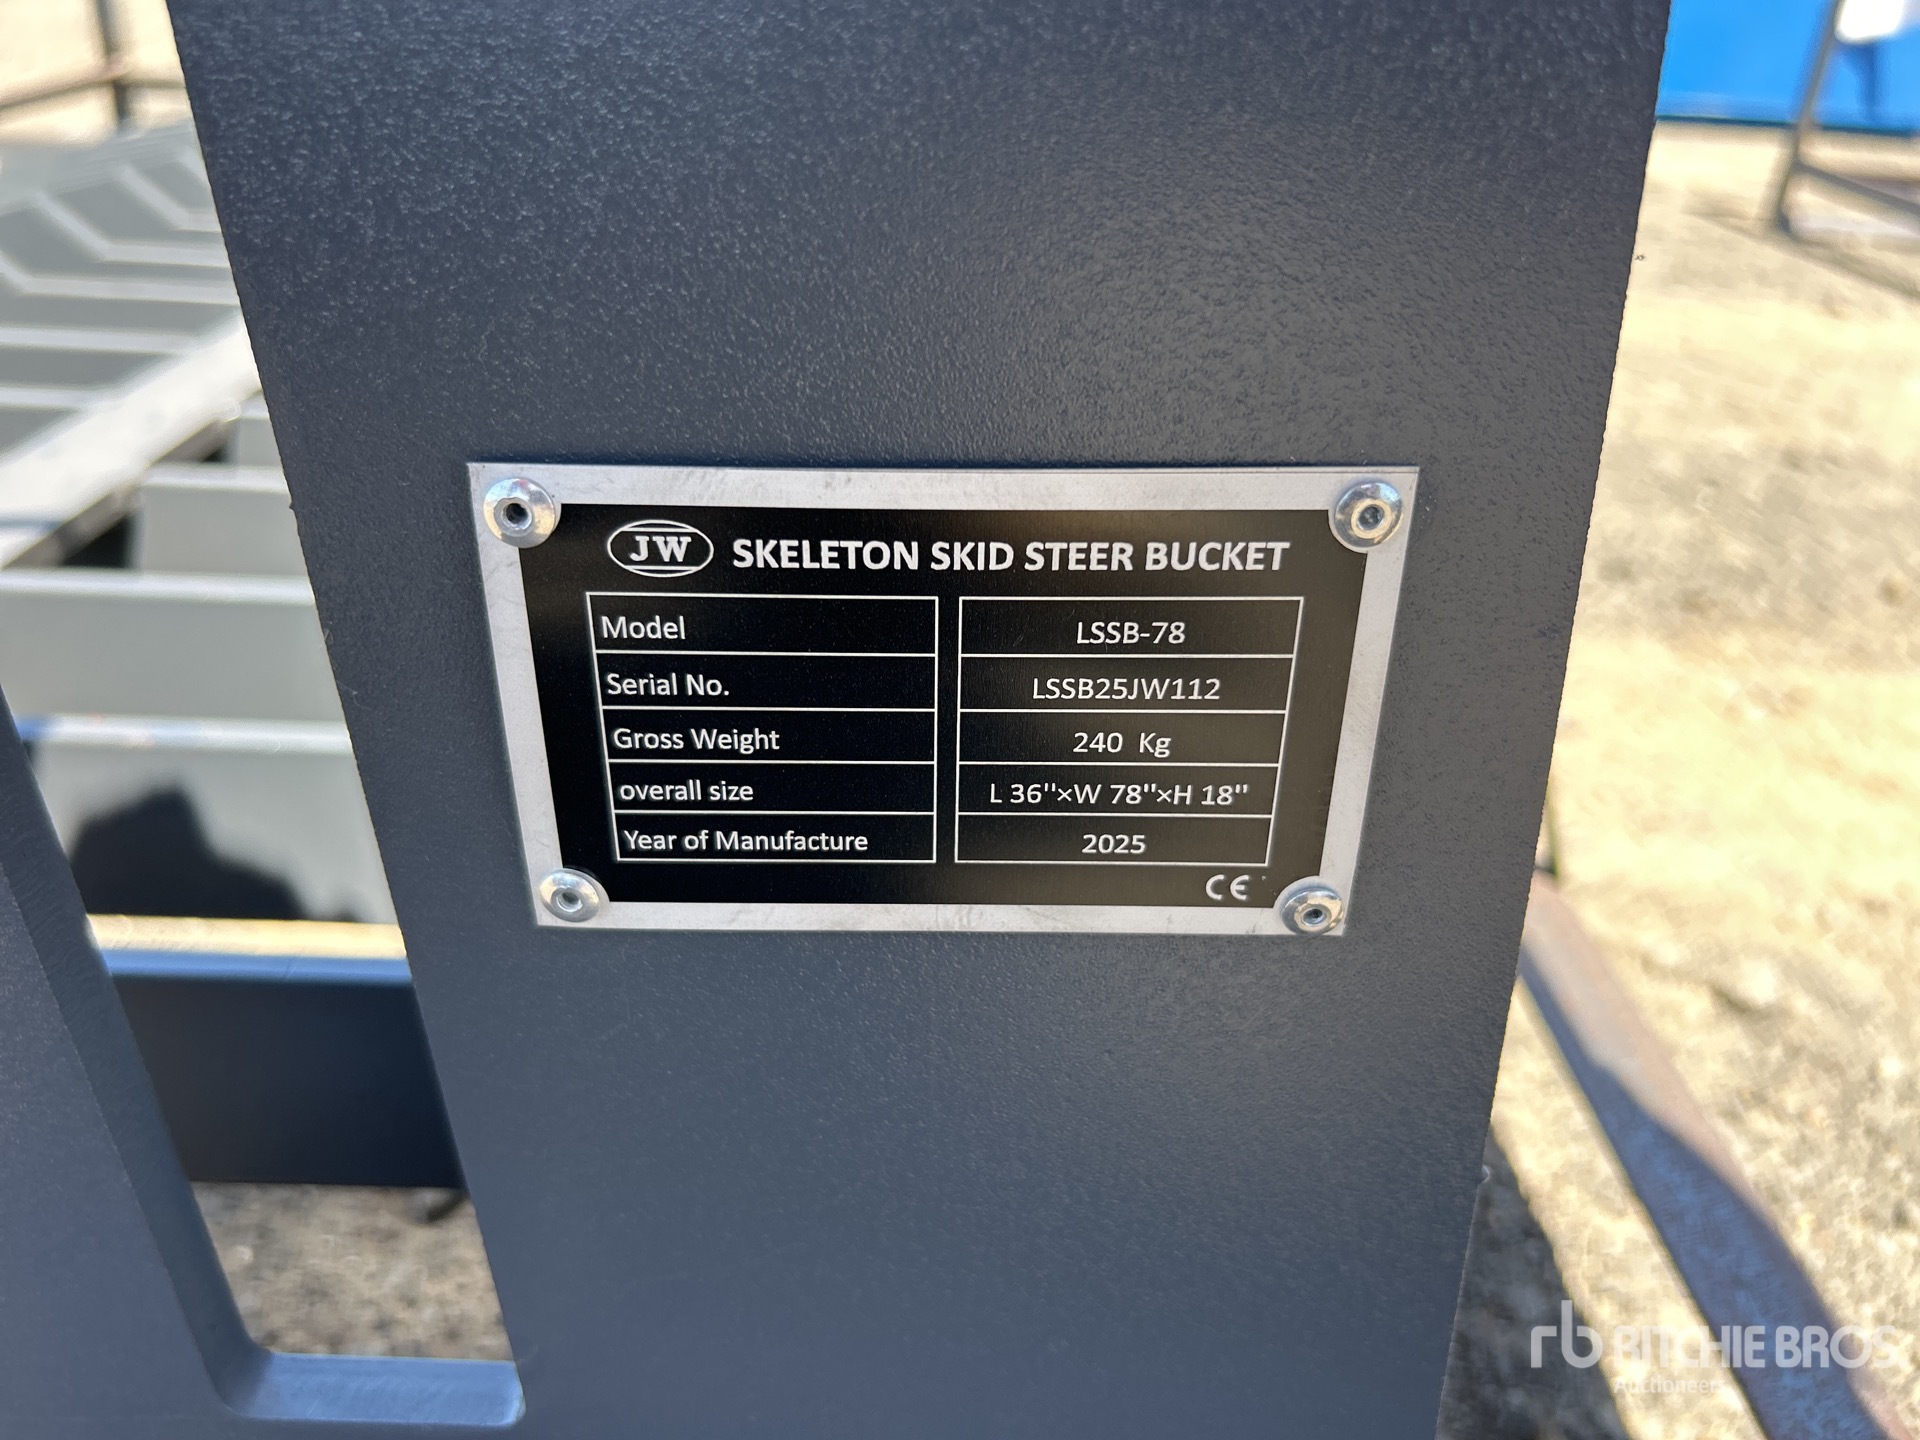 JW SKELETON SKID STEER BUCKET
Model LSSB-78
Serial No. LSSB25JW112
Gross Weight 240 Kg
overall size L 36''×W 78''×H 18''
Year of Manufacture 2025
CE
rb RITCHIE BROS
Auctioneers